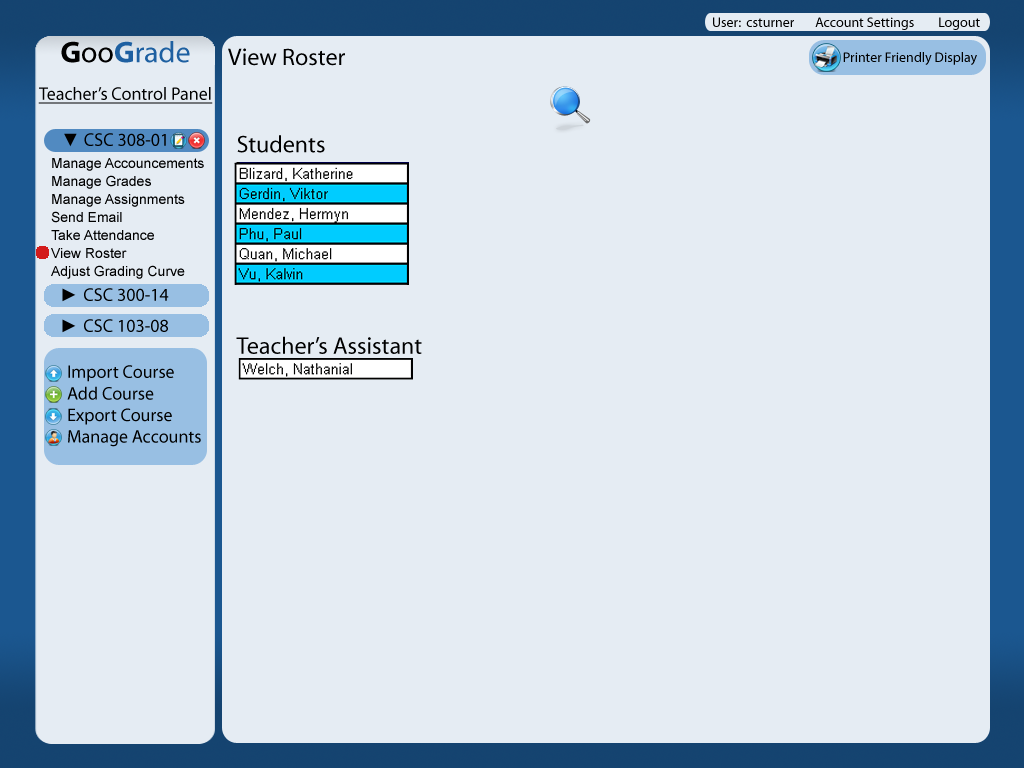 User: csturner Account Settings Logout
GooGrade
Teacher's Control Panel
CSC 308-01
Manage Accouncements
Manage Grades
Manage Assignments
Send Email
Take Attendance
View Roster
Adjust Grading Curve
CSC 300-14
CSC 103-08
Import Course
Add Course
Export Course
Manage Accounts
View Roster
Printer Friendly Display
Students
Blizard, Katherine
Gerdin, Viktor
Mendez, Hermyn
Phu, Paul
Quan, Michael
Vu, Kalvin
Teacher's Assistant
Welch, Nathanial